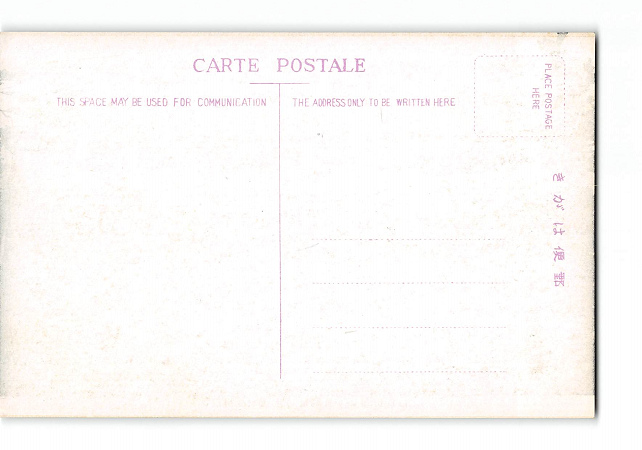 CARTE POSTALE
THIS SPACE MAY BE USED FOR COMMUNICATION
THE ADDRESS ONLY TO BE WRITTEN HERE
PLACE POSTAGE
HERE
きがは便郵